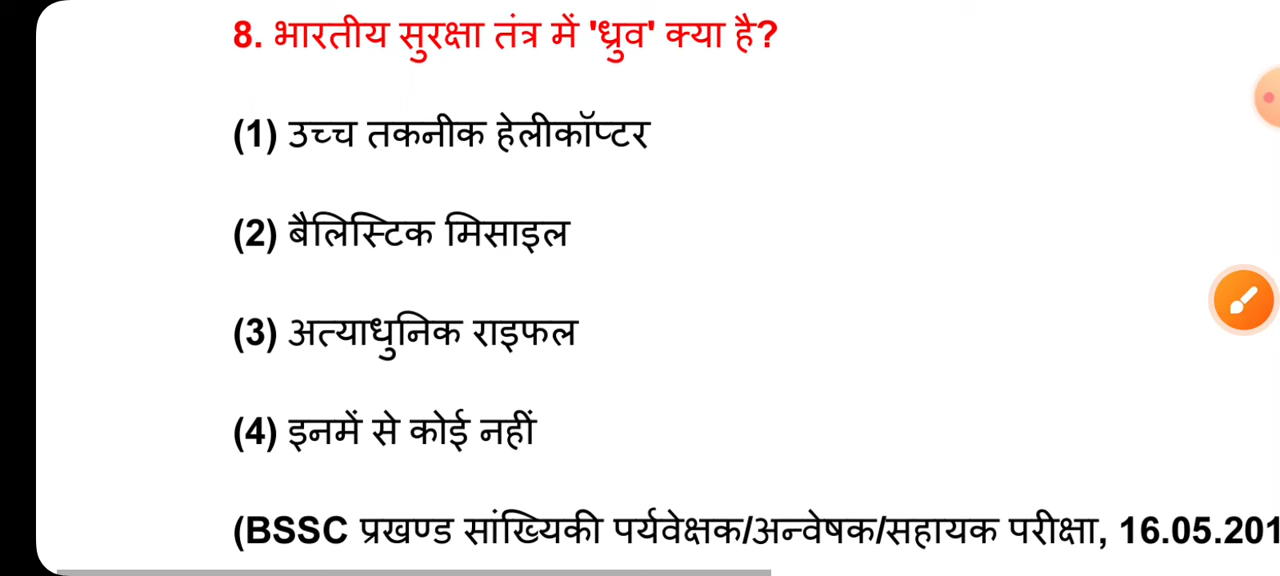 8. भारतीय सुरक्षा तंत्र में 'ध्रुव' क्या है?
(1) उच्च तकनीक हेलीकॉप्टर
(2) बैलिस्टिक मिसाइल
(3) अत्याधुनिक राइफल
(4) इनमें से कोई नहीं
(BSSC प्रखण्ड सांख्यिकी पर्यवेक्षक/अन्वेषक/सहायक परीक्षा, 16.05.201